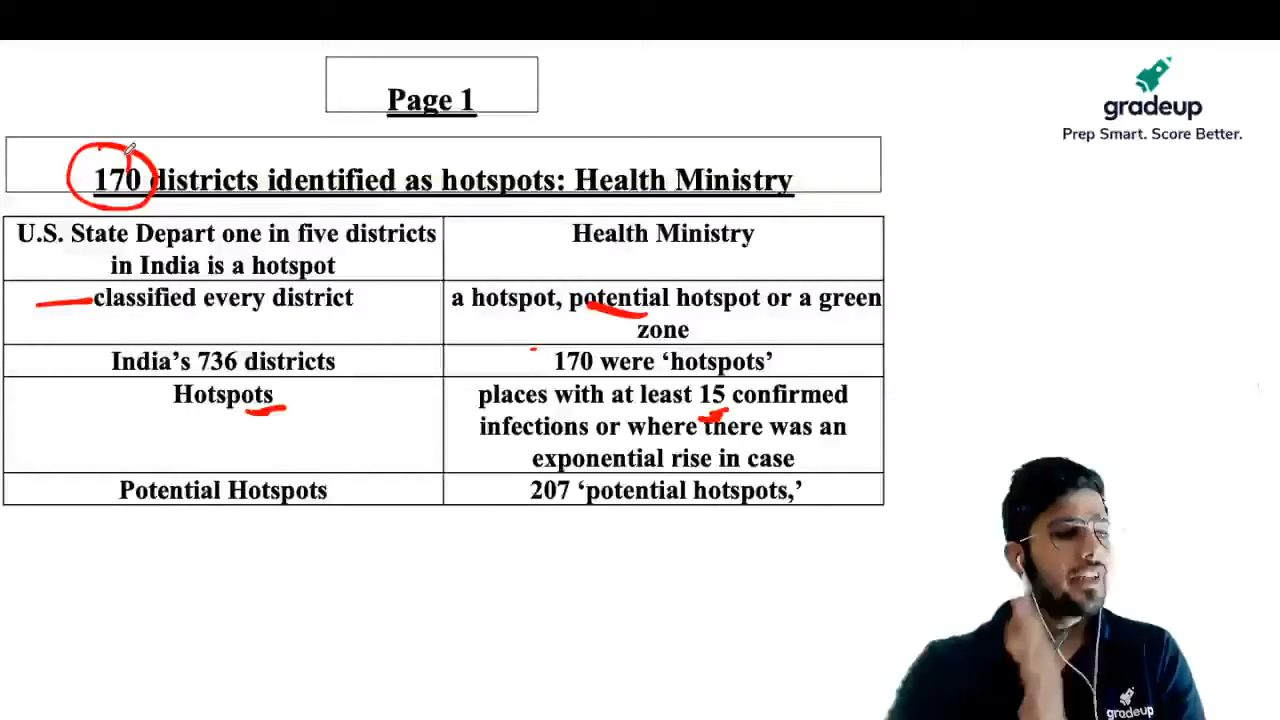 Page 1
gradeup
Prep Smart. Score Better.
170 districts identified as hotspots: Health Ministry
U.S. State Depart one in five districts
in India is a hotspot
Health Ministry
classified every district
a hotspot, potential hotspot or a green
zone
India's 736 districts
170 were ‘hotspots’
Hotspots
places with at least 15 confirmed
infections or where there was an
exponential rise in case
Potential Hotspots
207 ‘potential hotspots,’
gradeup